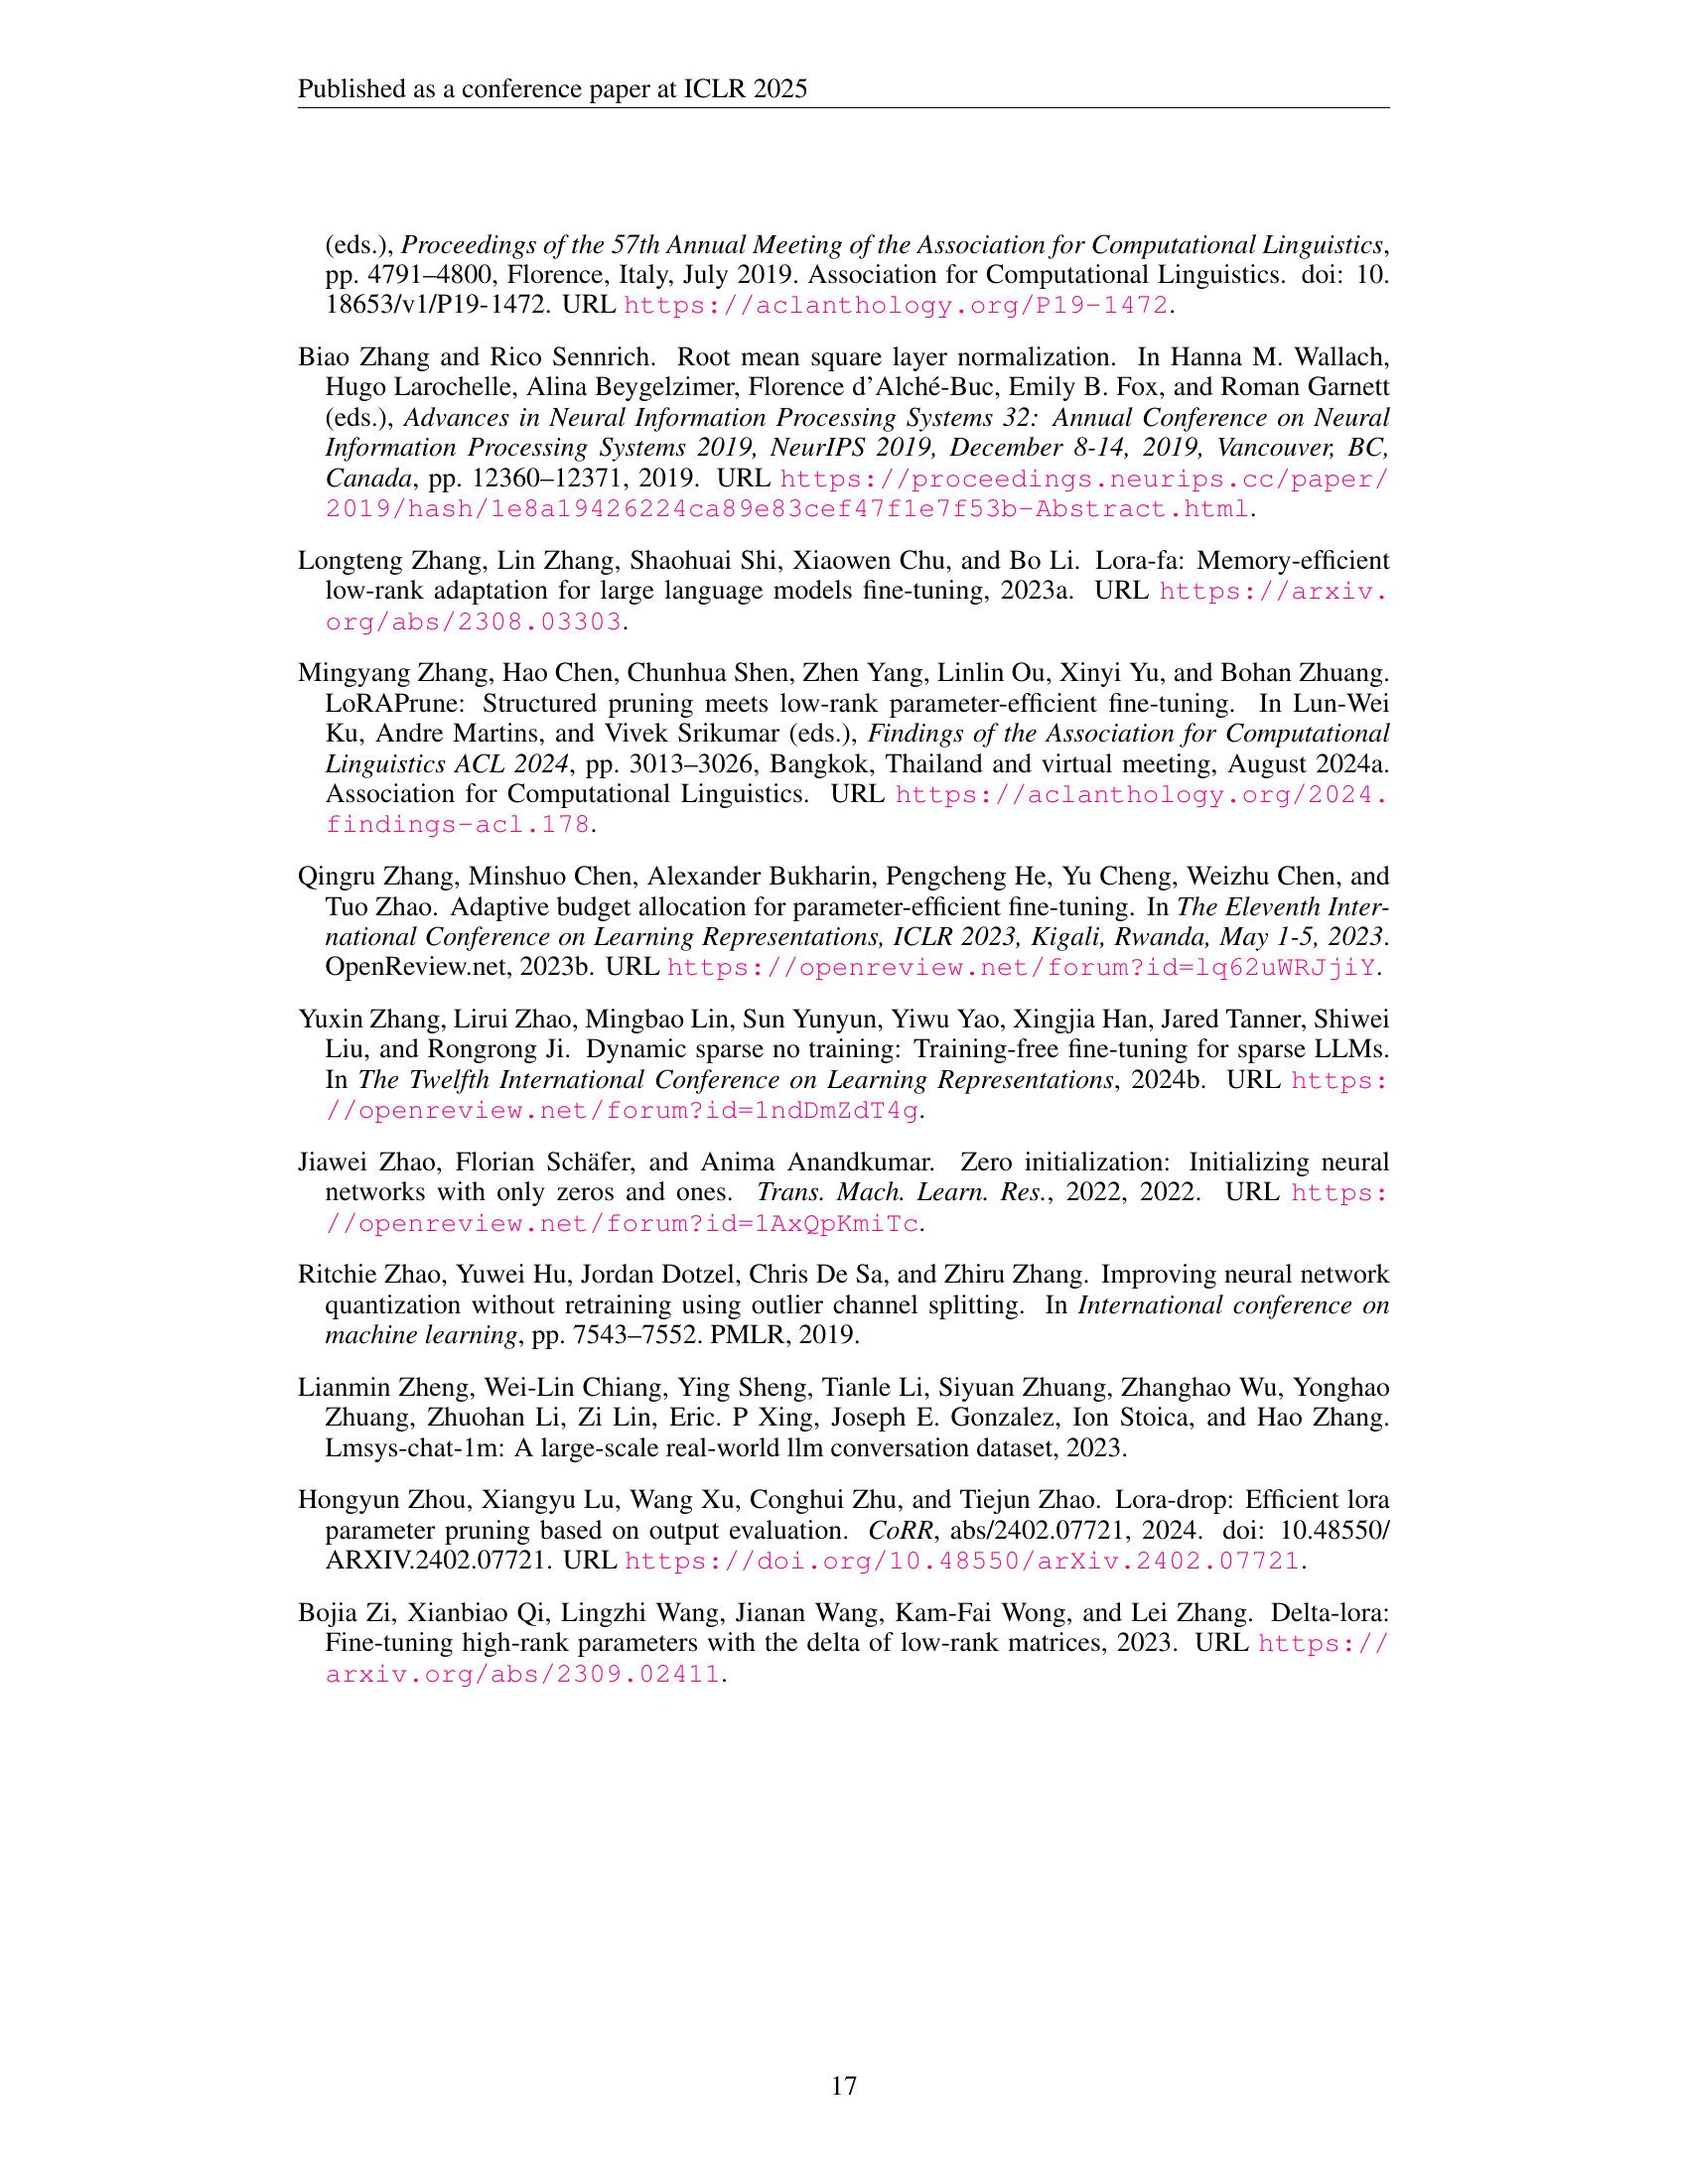 Published as a conference paper at ICLR 2025
(eds.), Proceedings of the 57th Annual Meeting of the Association for Computational Linguistics,
pp. 4791–4800, Florence, Italy, July 2019. Association for Computational Linguistics. doi: 10.
18653/v1/P19-1472. URL https://aclanthology.org/P19-1472.
Biao Zhang and Rico Sennrich. Root mean square layer normalization. In Hanna M. Wallach,
Hugo Larochelle, Alina Beygelzimer, Florence d'Alché-Buc, Emily B. Fox, and Roman Garnett
(eds.), Advances in Neural Information Processing Systems 32: Annual Conference on Neural
Information Processing Systems 2019, NeurIPS 2019, December 8-14, 2019, Vancouver, BC,
Canada, pp. 12360–12371, 2019. URL https://proceedings.neurips.cc/paper/
2019/hash/1e8a19426224ca89e83cef47f1e7f53b-Abstract.html.
Longteng Zhang, Lin Zhang, Shaohuai Shi, Xiaowen Chu, and Bo Li. Lora-fa: Memory-efficient
low-rank adaptation for large language models fine-tuning, 2023a. URL https://arxiv.
org/abs/2308.03303.
Mingyang Zhang, Hao Chen, Chunhua Shen, Zhen Yang, Linlin Ou, Xinyi Yu, and Bohan Zhuang.
LoRAPrune: Structured pruning meets low-rank parameter-efficient fine-tuning. In Lun-Wei
Ku, Andre Martins, and Vivek Srikumar (eds.), Findings of the Association for Computational
Linguistics ACL 2024, pp. 3013–3026, Bangkok, Thailand and virtual meeting, August 2024a.
Association for Computational Linguistics. URL https://aclanthology.org/2024.
findings-acl.178.
Qingru Zhang, Minshuo Chen, Alexander Bukharin, Pengcheng He, Yu Cheng, Weizhu Chen, and
Tuo Zhao. Adaptive budget allocation for parameter-efficient fine-tuning. In The Eleventh Inter-
national Conference on Learning Representations, ICLR 2023, Kigali, Rwanda, May 1-5, 2023.
OpenReview.net, 2023b. URL https://openreview.net/forum?id=lq62uWRJjiY.
Yuxin Zhang, Lirui Zhao, Mingbao Lin, Sun Yunyun, Yiwu Yao, Xingjia Han, Jared Tanner, Shiwei
Liu, and Rongrong Ji. Dynamic sparse no training: Training-free fine-tuning for sparse LLMs.
In The Twelfth International Conference on Learning Representations, 2024b. URL https:
//openreview.net/forum?id=1ndDmZdT4g.
Jiawei Zhao, Florian Schäfer, and Anima Anandkumar. Zero initialization: Initializing neural
networks with only zeros and ones. Trans. Mach. Learn. Res., 2022, 2022. URL https:
//openreview.net/forum?id=1AxQpKmiTc.
Ritchie Zhao, Yuwei Hu, Jordan Dotzel, Chris De Sa, and Zhiru Zhang. Improving neural network
quantization without retraining using outlier channel splitting. In International conference on
machine learning, pp. 7543–7552. PMLR, 2019.
Lianmin Zheng, Wei-Lin Chiang, Ying Sheng, Tianle Li, Siyuan Zhuang, Zhanghao Wu, Yonghao
Zhuang, Zhuohan Li, Zi Lin, Eric. P Xing, Joseph E. Gonzalez, Ion Stoica, and Hao Zhang.
Lmsys-chat-1m: A large-scale real-world llm conversation dataset, 2023.
Hongyun Zhou, Xiangyu Lu, Wang Xu, Conghui Zhu, and Tiejun Zhao. Lora-drop: Efficient lora
parameter pruning based on output evaluation. CoRR, abs/2402.07721, 2024. doi: 10.48550/
ARXIV.2402.07721. URL https://doi.org/10.48550/arXiv.2402.07721.
Bojia Zi, Xianbiao Qi, Lingzhi Wang, Jianan Wang, Kam-Fai Wong, and Lei Zhang. Delta-lora:
Fine-tuning high-rank parameters with the delta of low-rank matrices, 2023. URL https://
arxiv.org/abs/2309.02411.
17